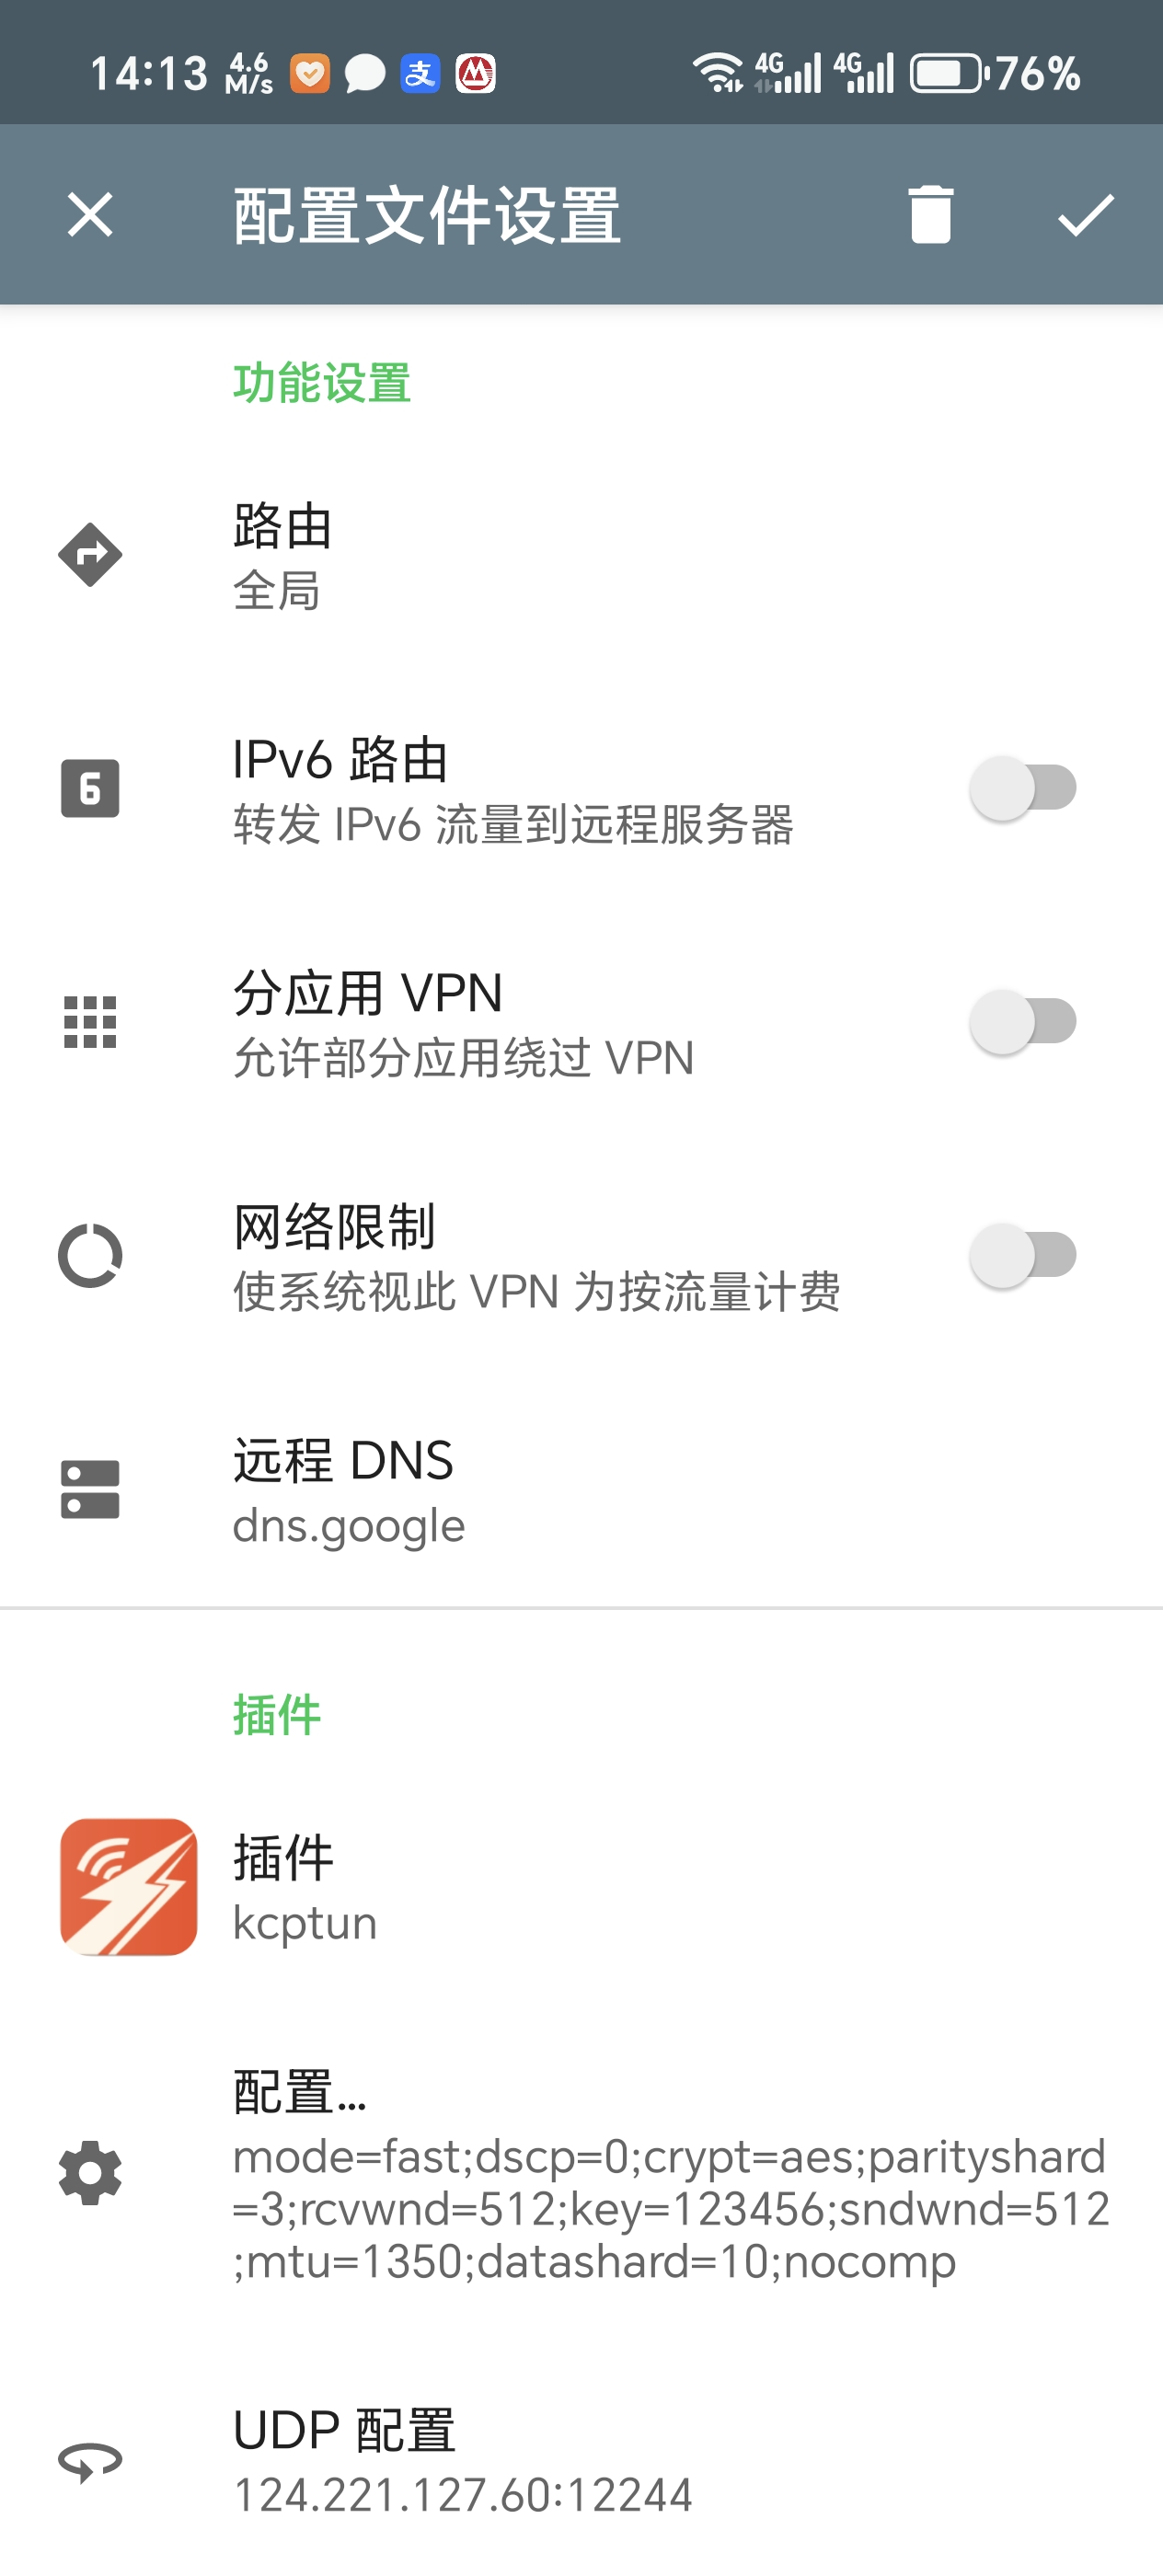 14:13 4.6 M/s 支 4G 4G 76%
配置文件设置
功能设置
路由
全局
6
IPv6 路由
转发 IPv6 流量到远程服务器
分应用 VPN
允许部分应用绕过 VPN
网络限制
使系统视此 VPN 为按流量计费
远程 DNS
dns.google
插件
插件
kcptun
配置...
mode=fast;dscp=0;crypt=aes;parityshard
=3;rcvwnd=512;key=123456;sndwnd=512
;mtu=1350;datashard=10;nocomp
UDP 配置
124.221.127.60:12244